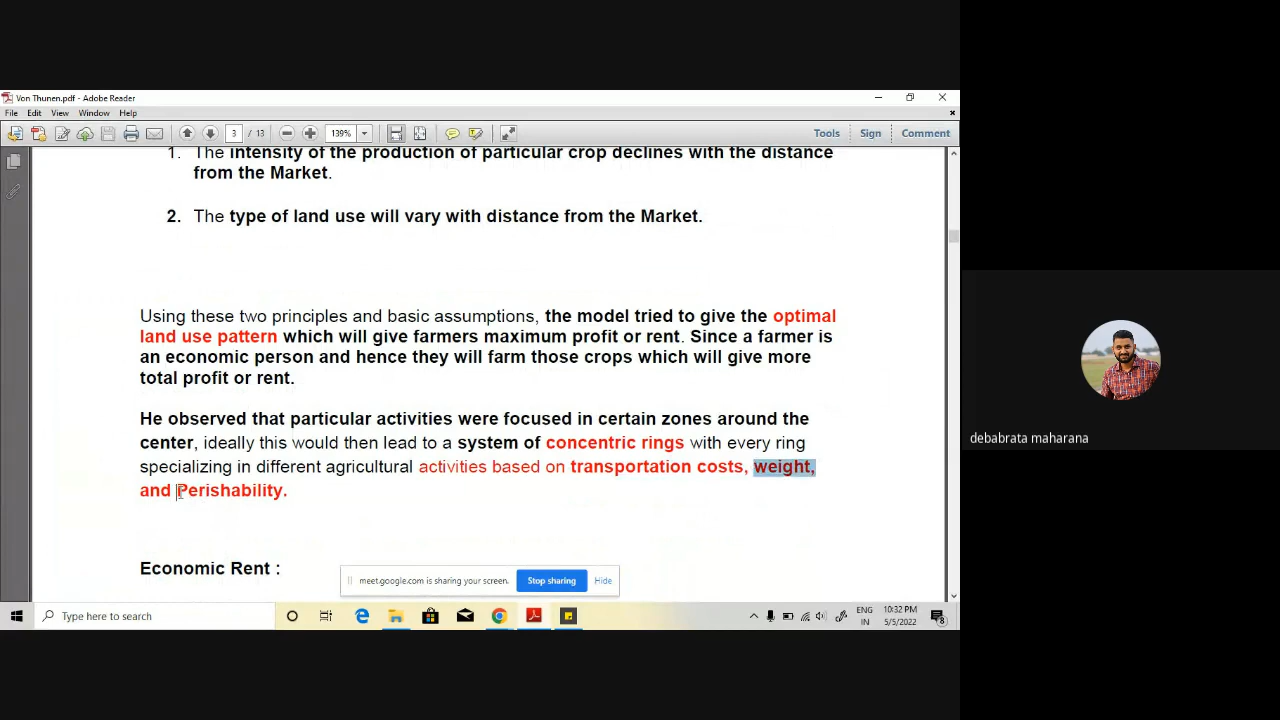 Von Thunen.pdf - Adobe Reader
File Edit View Window Help
3 / 13 139% Tools Sign Comment
1. The intensity of the production of particular crop declines with the distance
from the Market.
2. The type of land use will vary with distance from the Market.
Using these two principles and basic assumptions, the model tried to give the optimal
land use pattern which will give farmers maximum profit or rent. Since a farmer is
an economic person and hence they will farm those crops which will give more
total profit or rent.
He observed that particular activities were focused in certain zones around the
center, ideally this would then lead to a system of concentric rings with every ring
specializing in different agricultural activities based on transportation costs, weight,
and Perishability.
Economic Rent :
meet.google.com is sharing your screen. Stop sharing Hide
debabrata maharana
Type here to search
ENG
IN
10:32 PM
5/5/2022
8